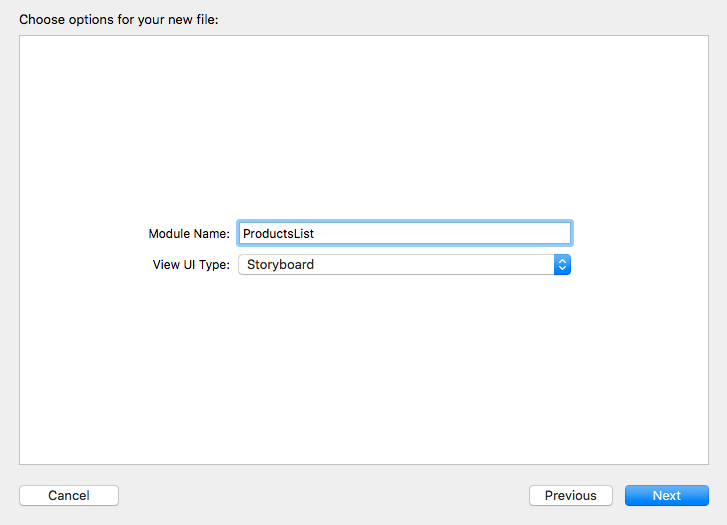 Choose options for your new file:
Module Name: ProductsList
View UI Type: Storyboard
Cancel Previous Next